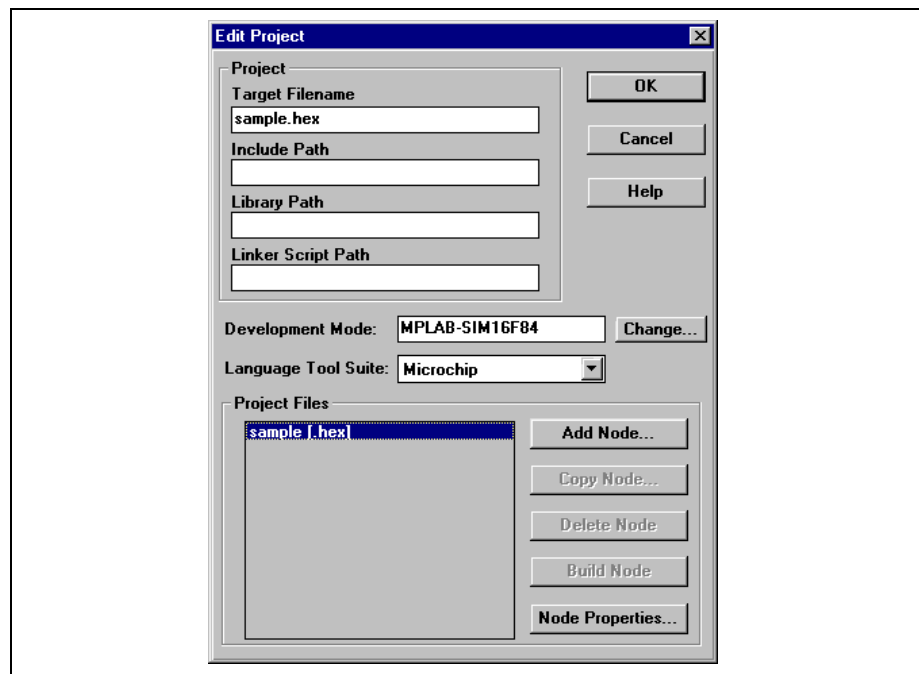 Edit Project
Project
Target Filename
sample.hex
Include Path
Library Path
Linker Script Path
OK
Cancel
Help
Development Mode: MPLAB-SIM16F84 Change...
Language Tool Suite: Microchip
Project Files
sample [.hex]
Add Node...
Copy Node...
Delete Node
Build Node
Node Properties...